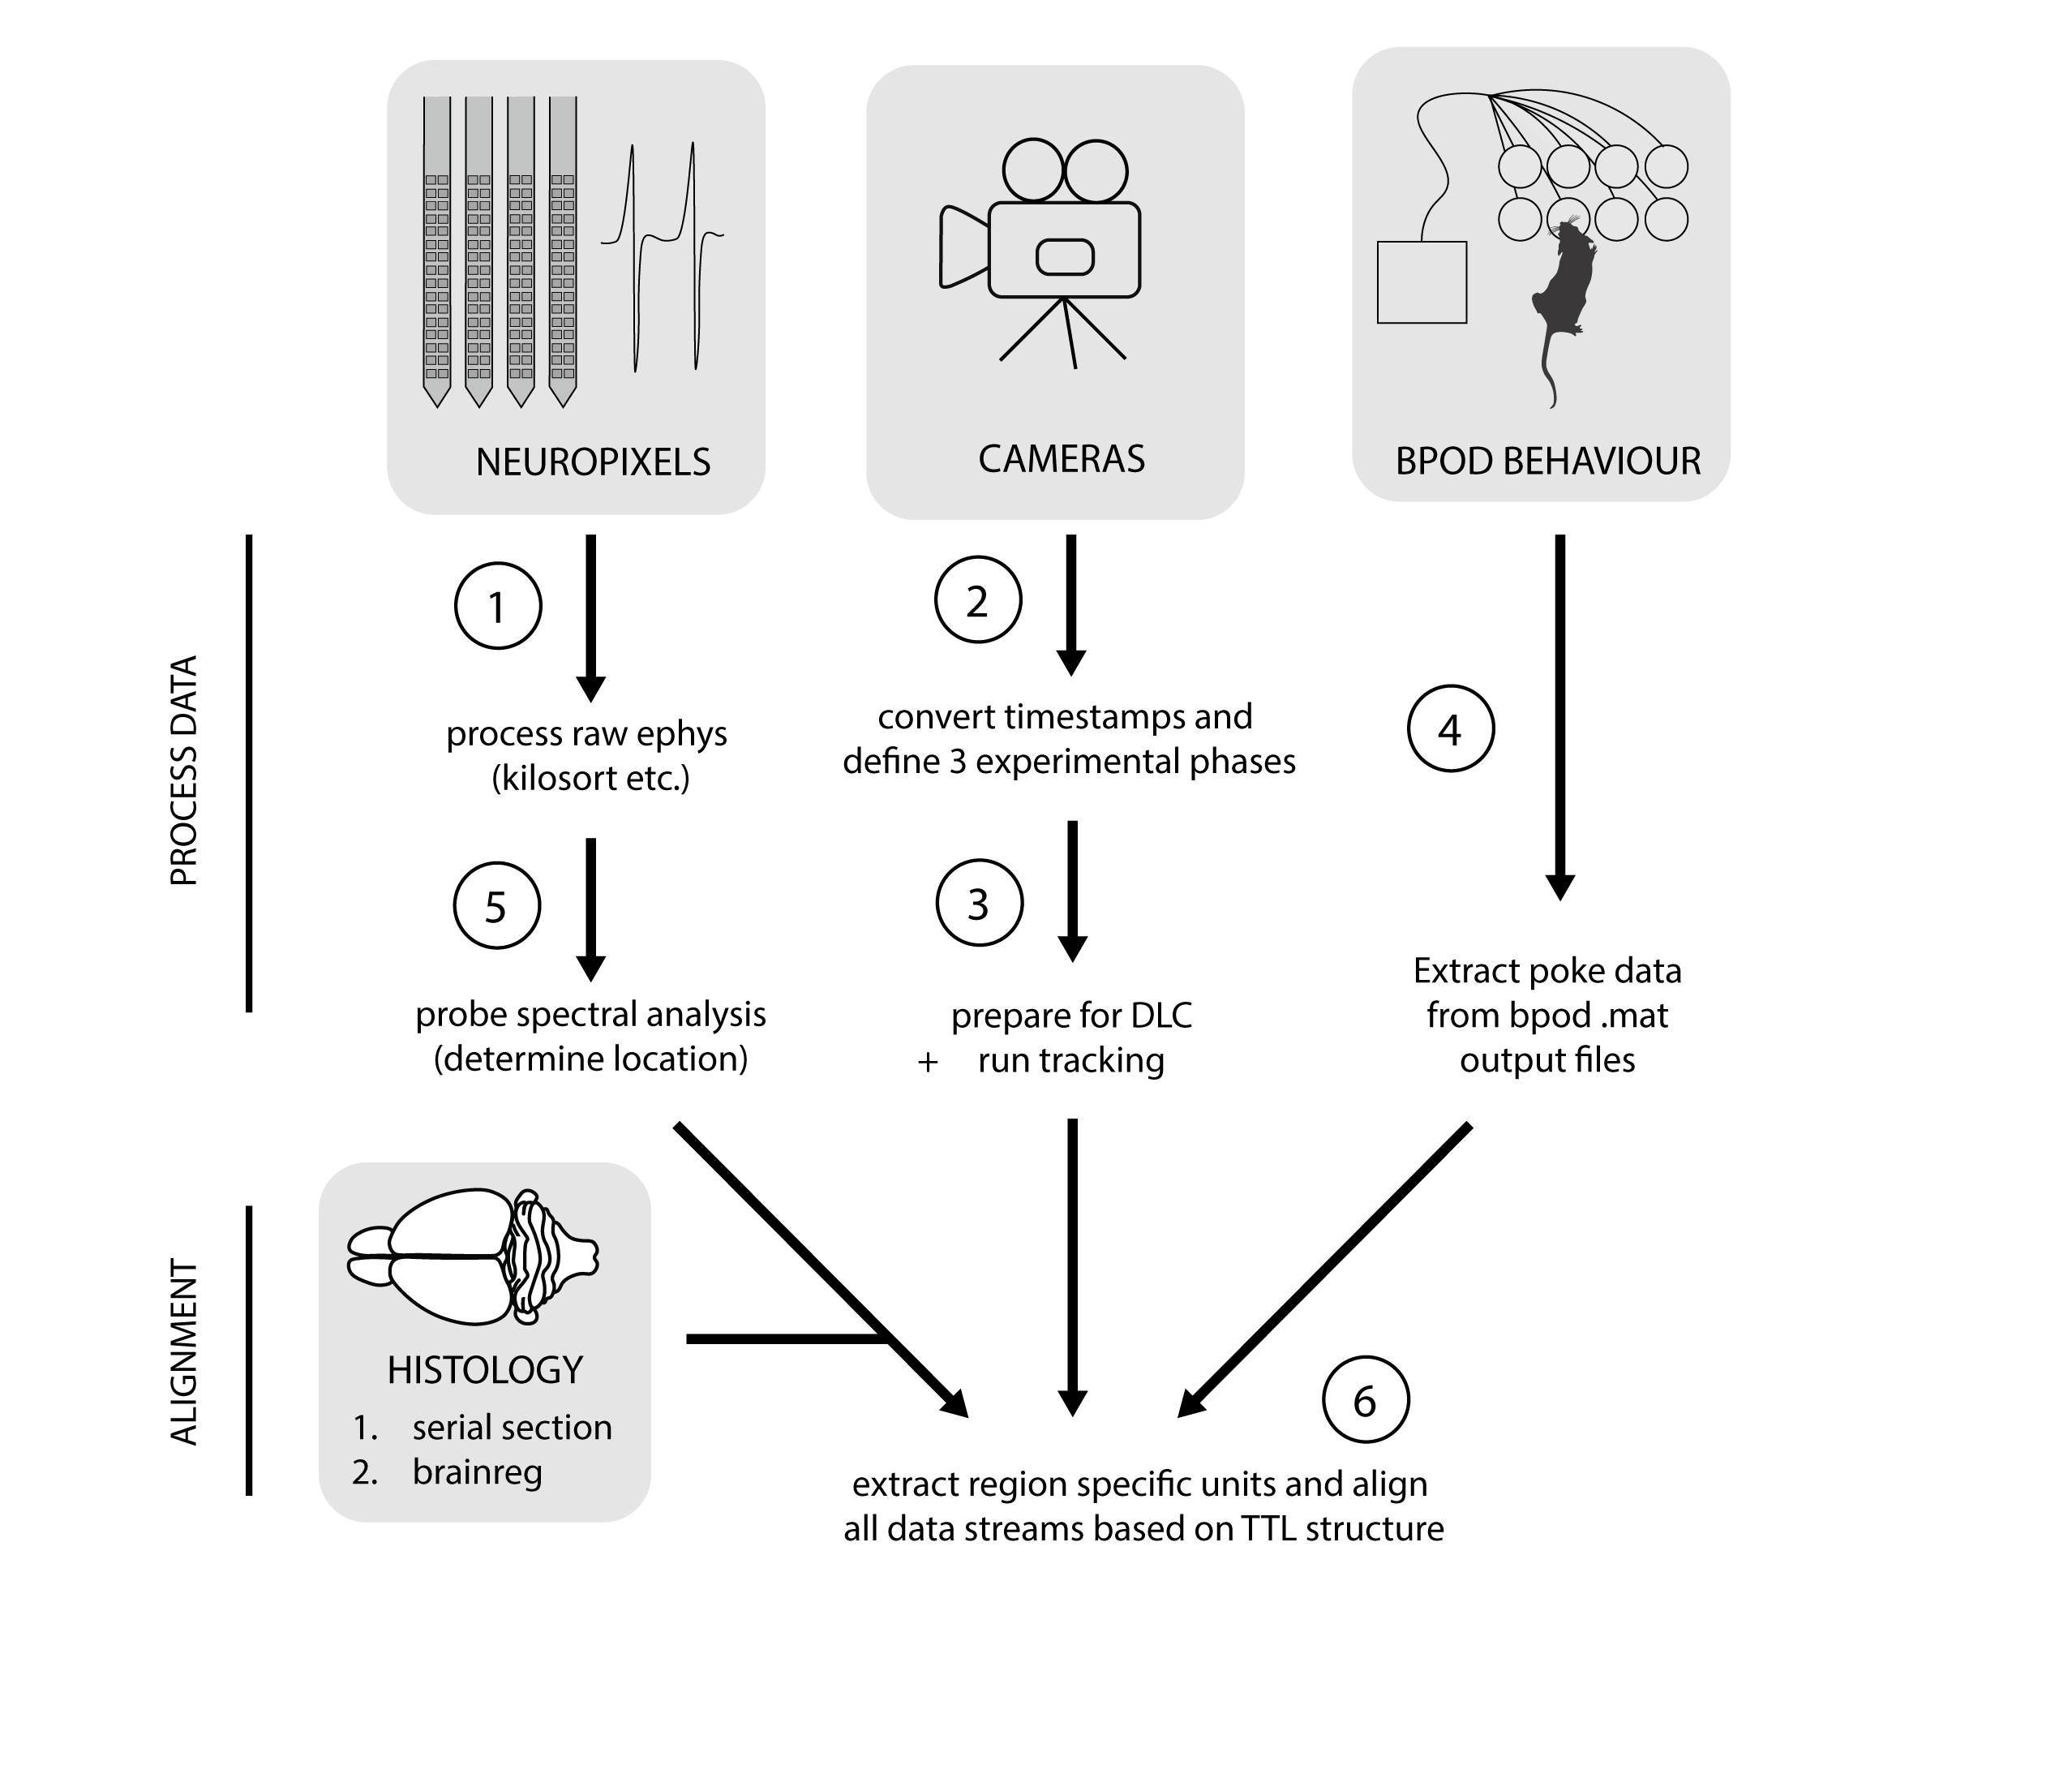 NEUROPIXELS
CAMERAS
BPOD BEHAVIOUR
PROCESS DATA
1
2
4
process raw ephys
(kilosort etc.)
convert timestamps and
define 3 experimental phases
5
3
probe spectral analysis
(determine location)
prepare for DLC
+ run tracking
Extract poke data
from bpod .mat
output files
ALIGNMENT
HISTOLOGY
1. serial section
2. brainreg
6
extract region specific units and align
all data streams based on TTL structure